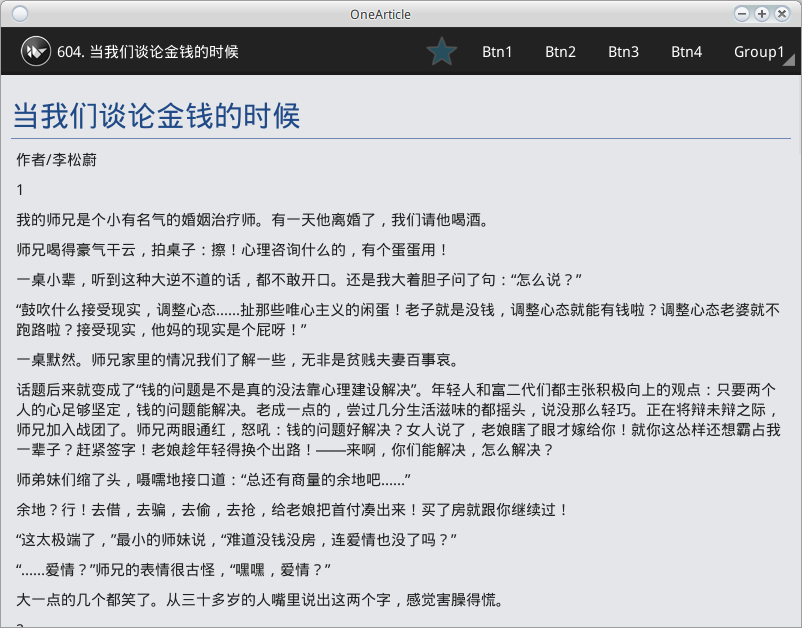 OneArticle
604. 当我们谈论金钱的时候
Btn1 Btn2 Btn3 Btn4 Group1
当我们谈论金钱的时候
作者/李松蔚
1
我的师兄是个小有名气的婚姻治疗师。有一天他离婚了，我们请他喝酒。
师兄喝得豪气干云，拍桌子：擦！心理咨询什么的，有个蛋蛋用！
一桌小辈，听到这种大逆不道的话，都不敢开口。还是我大着胆子问了句：“怎么说？”
“鼓吹什么接受现实，调整心态……扯那些唯心主义的闲蛋！老子就是没钱，调整心态就能有钱啦？调整心态老婆就不
跑路啦？接受现实，他妈的现实是个屁呀！”
一桌默然。师兄家里的情况我们了解一些，无非是贫贱夫妻百事哀。
话题后来就变成了“钱的问题是不是真的没法靠心理建设解决”。年轻人和富二代们都主张积极向上的观点：只要两个
人的心足够坚定，钱的问题能解决。老成一点的，尝过几分生活滋味的都摇头，说没那么轻巧。正在将辩未辩之际，
师兄加入战团了。师兄两眼通红，怒吼：钱的问题好解决？女人说了，老娘瞎了眼才嫁给你！就你这怂样还想霸占我
一辈子？赶紧签字！老娘趁年轻得换个出路！——来啊，你们能解决，怎么解决？
师弟妹们缩了头，嗫嚅地接口道：“总还有商量的余地吧……”
余地？行！去借，去骗，去偷，去抢，给老娘把首付凑出来！买了房就跟你继续过！
“这太极端了，”最小的师妹说，“难道没钱没房，连爱情也没了吗？”
“……爱情？”师兄的表情很古怪，“嘿嘿，爱情？”
大一点的几个都笑了。从三十多岁的人嘴里说出这两个字，感觉害臊得慌。